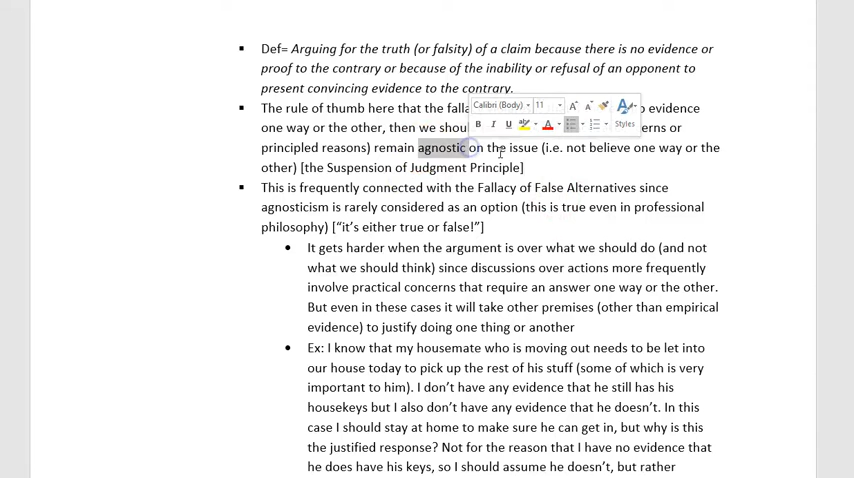 Def= Arguing for the truth (or falsity) of a claim because there is no evidence or
proof to the contrary or because of the inability or refusal of an opponent to
present convincing evidence to the contrary.
Calibri (Body) 11
The rule of thumb here that the falla evidence
B I U A Styles
one way or the other, then we shou erns or
principled reasons) remain agnostic on the issue (i.e. not believe one way or the
other) [the Suspension of Judgment Principle]
This is frequently connected with the Fallacy of False Alternatives since
agnosticism is rarely considered as an option (this is true even in professional
philosophy) [“it’s either true or false!”]
It gets harder when the argument is over what we should do (and not
what we should think) since discussions over actions more frequently
involve practical concerns that require an answer one way or the other.
But even in these cases it will take other premises (other than empirical
evidence) to justify doing one thing or another
Ex: I know that my housemate who is moving out needs to be let into
our house today to pick up the rest of his stuff (some of which is very
important to him). I don’t have any evidence that he still has his
housekeys but I also don’t have any evidence that he doesn’t. In this
case I should stay at home to make sure he can get in, but why is this
the justified response? Not for the reason that I have no evidence that
he does have his keys, so I should assume he doesn’t, but rather